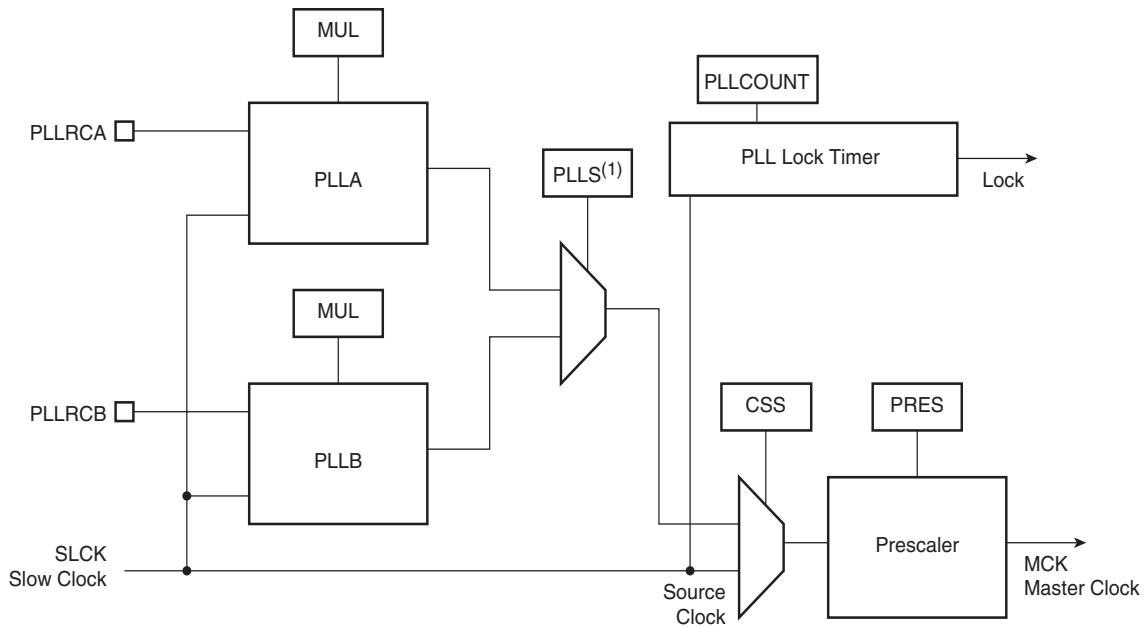 MUL
PLLCOUNT
PLLRCA
PLLA
PLL Lock Timer
Lock
PLLS(1)
MUL
PLLRCB
PLLB
CSS
PRES
SLCK
Slow Clock
Source
Clock
Prescaler
MCK
Master Clock